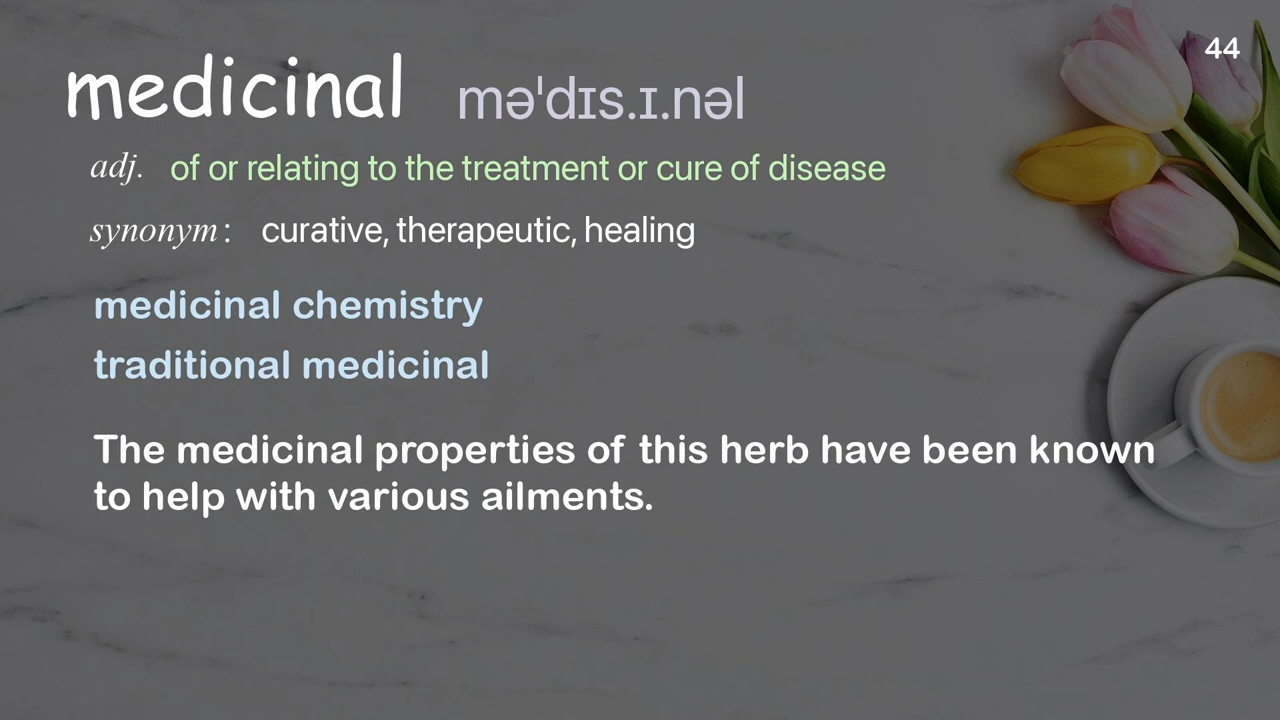 44
medicinal məˈdɪs.ɪ.nəl
adj. of or relating to the treatment or cure of disease
synonym: curative, therapeutic, healing
medicinal chemistry
traditional medicinal
The medicinal properties of this herb have been known
to help with various ailments.